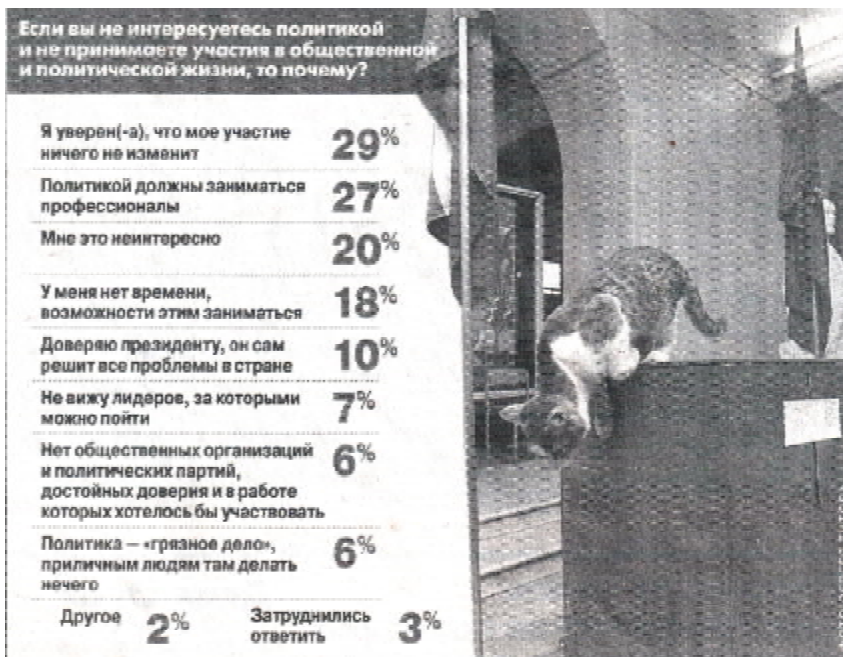 Если вы не интересуетесь политикой
и не принимаете участия в общественной
и политической жизни, то почему?
Я уверен(-а), что мое участие
ничего не изменит
29%
Политикой должны заниматься
профессионалы
27%
Мне это неинтересно
20%
У меня нет времени,
возможности этим заниматься
18%
Доверяю президенту, он сам
решит все проблемы в стране
10%
Не вижу лидеров, за которыми
можно пойти
7%
Нет общественных организаций
и политических партий,
достойных доверия и в работе
которых хотелось бы участвовать
6%
Политика — «грязное дело»,
приличным людям там делать
нечего
6%
Другое
2%
Затруднились
ответить
3%